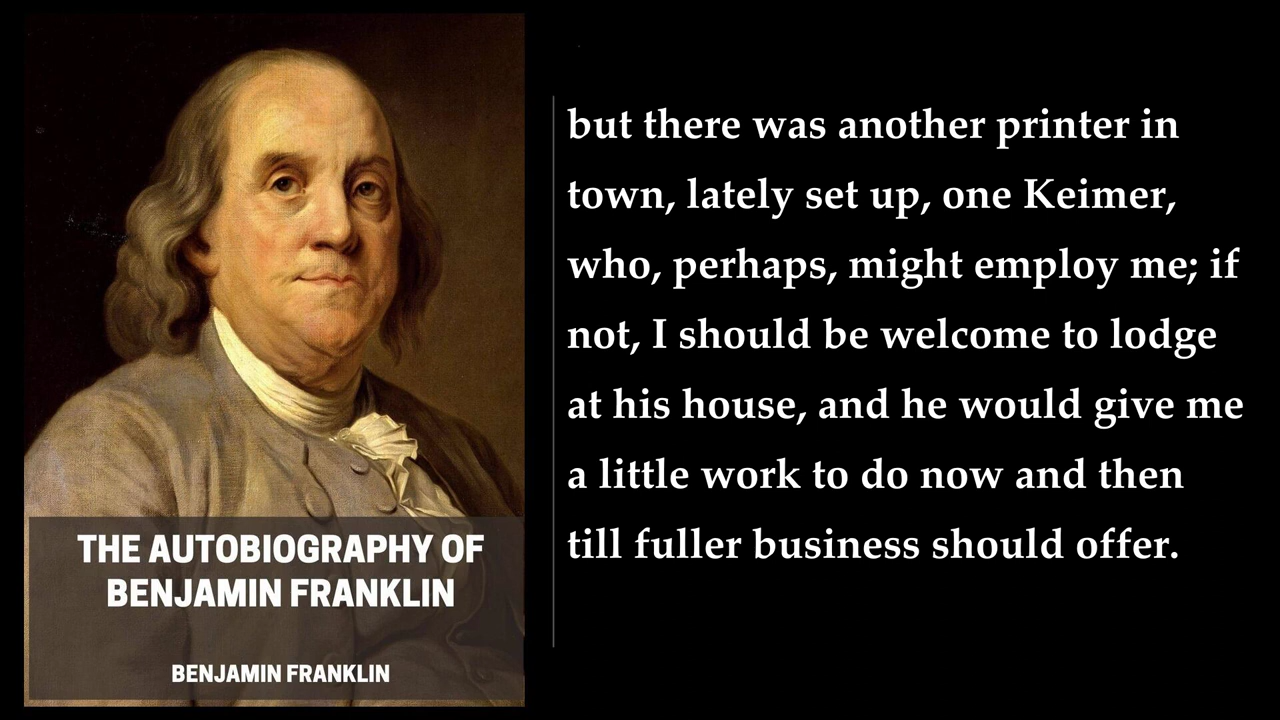 THE AUTOBIOGRAPHY OF
BENJAMIN FRANKLIN
BENJAMIN FRANKLIN
but there was another printer in
town, lately set up, one Keimer,
who, perhaps, might employ me; if
not, I should be welcome to lodge
at his house, and he would give me
a little work to do now and then
till fuller business should offer.